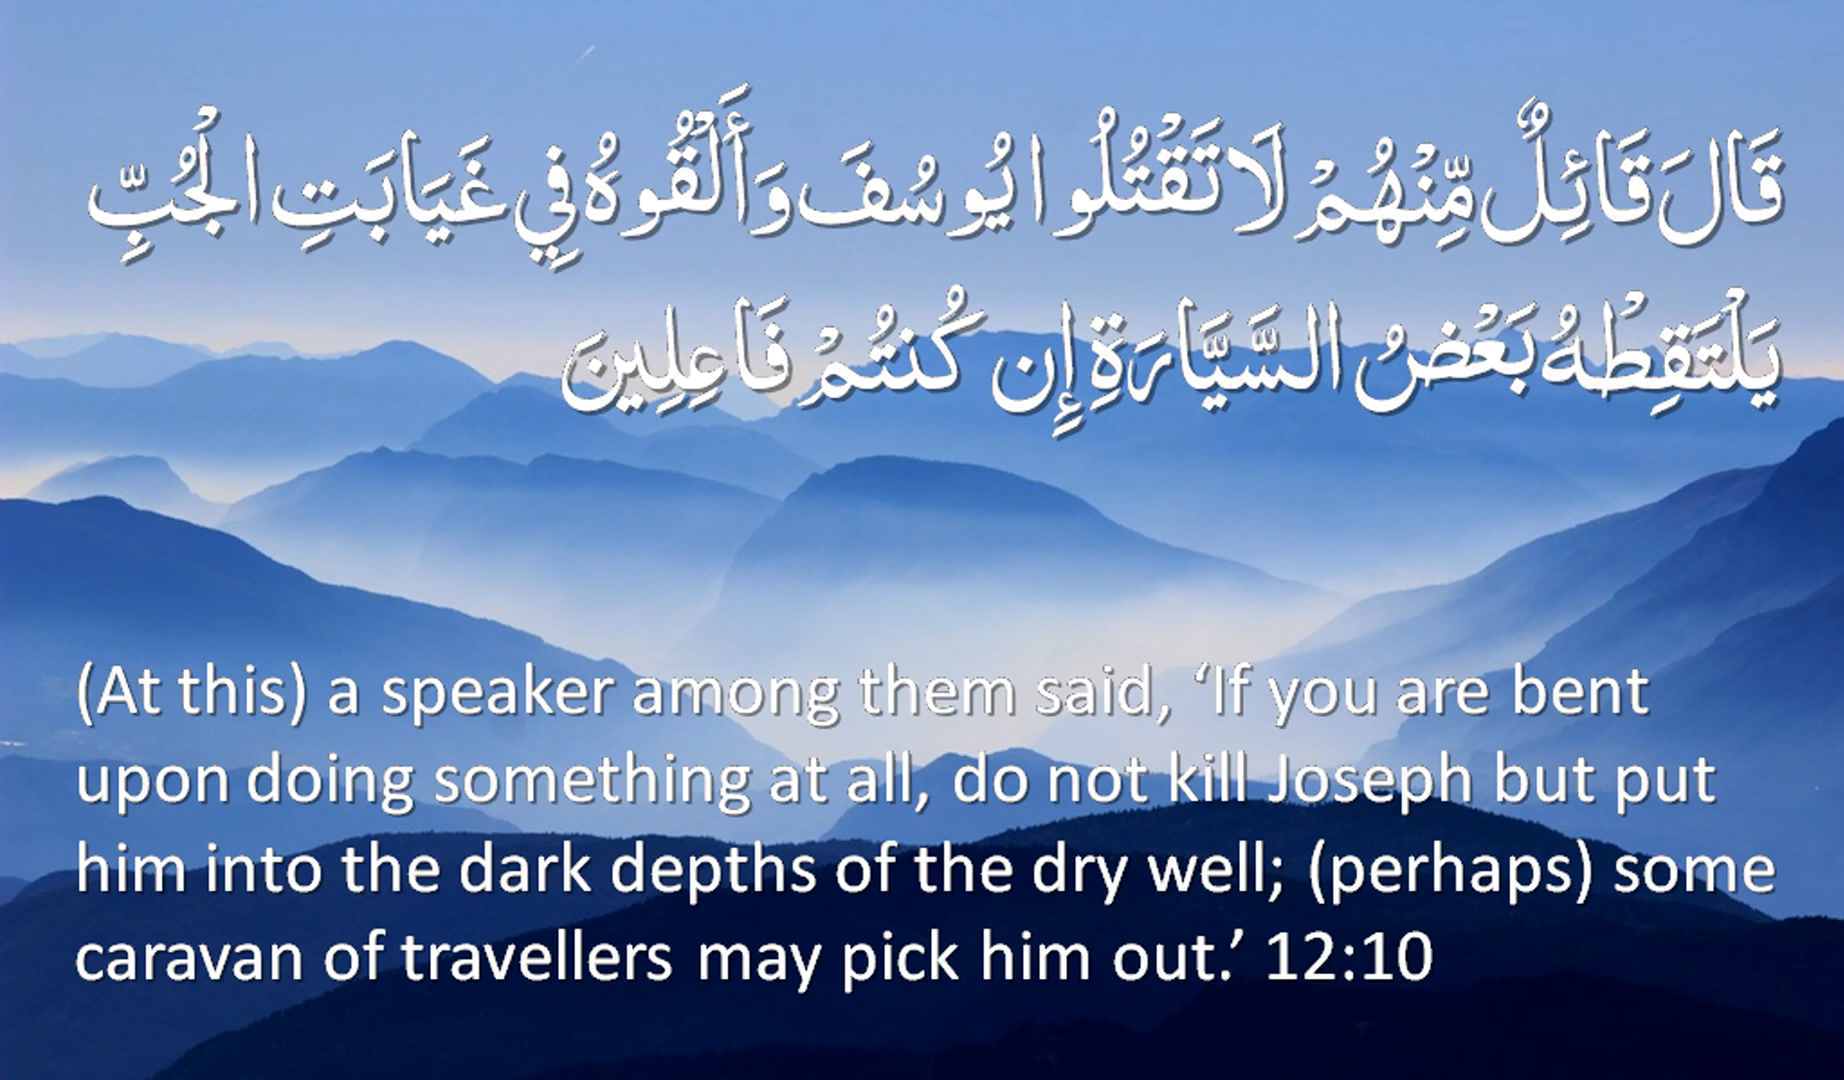 قَالَ قَائِلٌ مِّنْهُمْ لَا تَقْتُلُوا يُوسُفَ وَأَلْقُوهُ فِي غَيَابَتِ الْجُبِّ
يَلْتَقِطْهُ بَعْضُ السَّيَّارَةِ إِن كُنتُمْ فَاعِلِينَ
(At this) a speaker among them said, ‘If you are bent
upon doing something at all, do not kill Joseph but put
him into the dark depths of the dry well; (perhaps) some
caravan of travellers may pick him out.’ 12:10